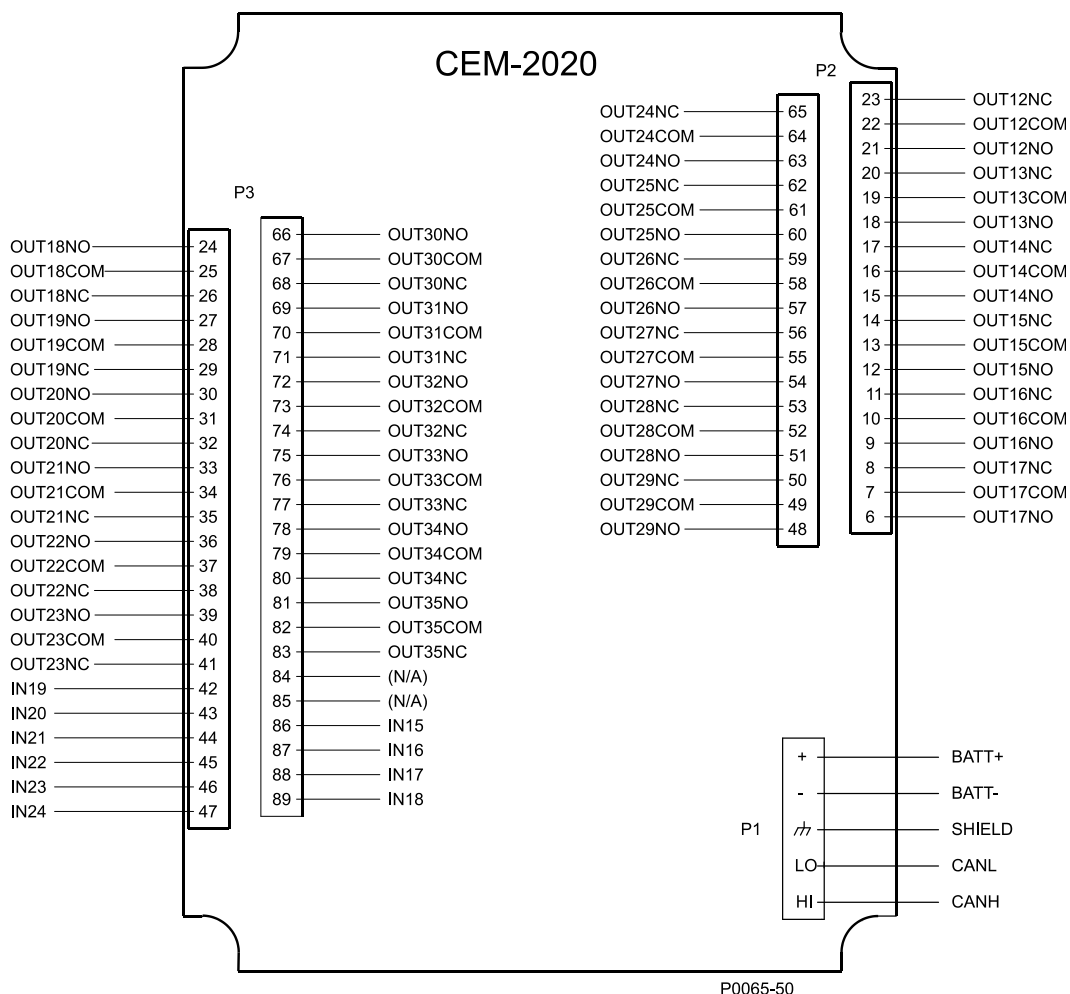 CEM-2020
P2
23 OUT12NC
22 OUT12COM
21 OUT12NO
20 OUT13NC
19 OUT13COM
18 OUT13NO
17 OUT14NC
16 OUT14COM
15 OUT14NO
14 OUT15NC
13 OUT15COM
12 OUT15NO
11 OUT16NC
10 OUT16COM
9 OUT16NO
8 OUT17NC
7 OUT17COM
6 OUT17NO
OUT24NC 65
OUT24COM 64
OUT24NO 63
OUT25NC 62
OUT25COM 61
OUT25NO 60
OUT26NC 59
OUT26COM 58
OUT26NO 57
OUT27NC 56
OUT27COM 55
OUT27NO 54
OUT28NC 53
OUT28COM 52
OUT28NO 51
OUT29NC 50
OUT29COM 49
OUT29NO 48
P3
OUT18NO 24
OUT18COM 25
OUT18NC 26
OUT19NO 27
OUT19COM 28
OUT19NC 29
OUT20NO 30
OUT20COM 31
OUT20NC 32
OUT21NO 33
OUT21COM 34
OUT21NC 35
OUT22NO 36
OUT22COM 37
OUT22NC 38
OUT23NO 39
OUT23COM 40
OUT23NC 41
IN19 42
IN20 43
IN21 44
IN22 45
IN23 46
IN24 47
66 OUT30NO
67 OUT30COM
68 OUT30NC
69 OUT31NO
70 OUT31COM
71 OUT31NC
72 OUT32NO
73 OUT32COM
74 OUT32NC
75 OUT33NO
76 OUT33COM
77 OUT33NC
78 OUT34NO
79 OUT34COM
80 OUT34NC
81 OUT35NO
82 OUT35COM
83 OUT35NC
84 (N/A)
85 (N/A)
86 IN15
87 IN16
88 IN17
89 IN18
P1
+ BATT+
- BATT-
SHIELD
LO CANL
HI CANH
P0065-50